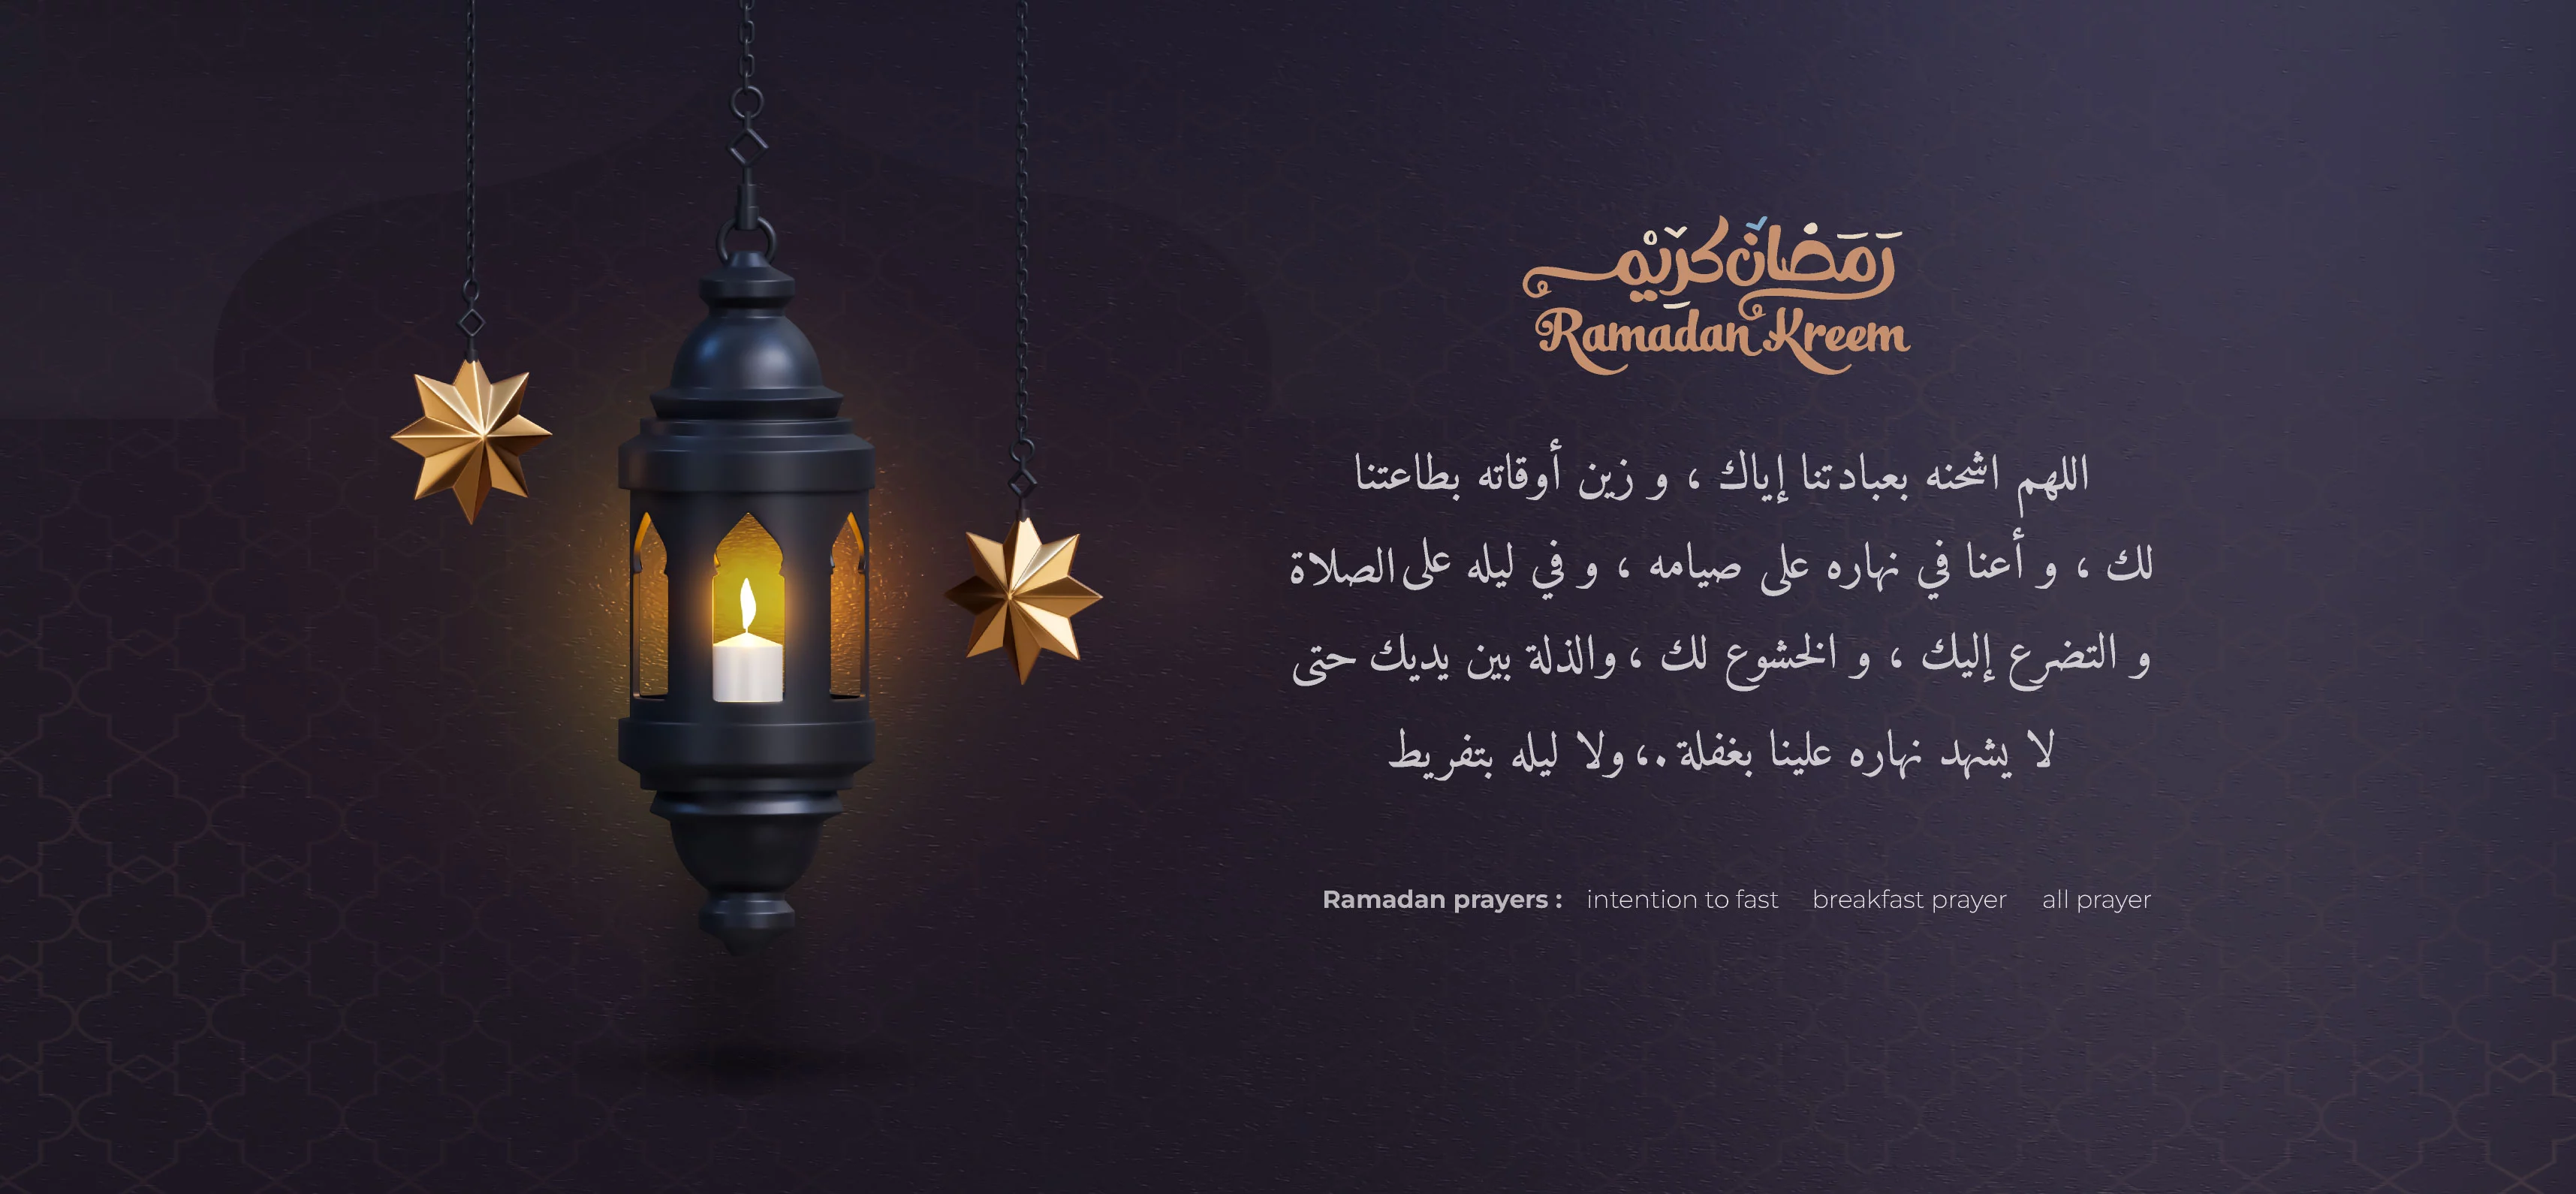 رَمَضَان كَرِيْم
Ramadan Kreem
اللهم اشحنه بعبادتنا إياك ، و زين أوقاته بطاعتنا
لك ، و أعنا في نهاره على صيامه ، و في ليله على الصلاة
و التضرع إليك ، و الخشوع لك ، والذلة بين يديك حتى
لا يشهد نهاره علينا بغفلة .، ولا ليله بتفريط
Ramadan prayers : intention to fast breakfast prayer all prayer